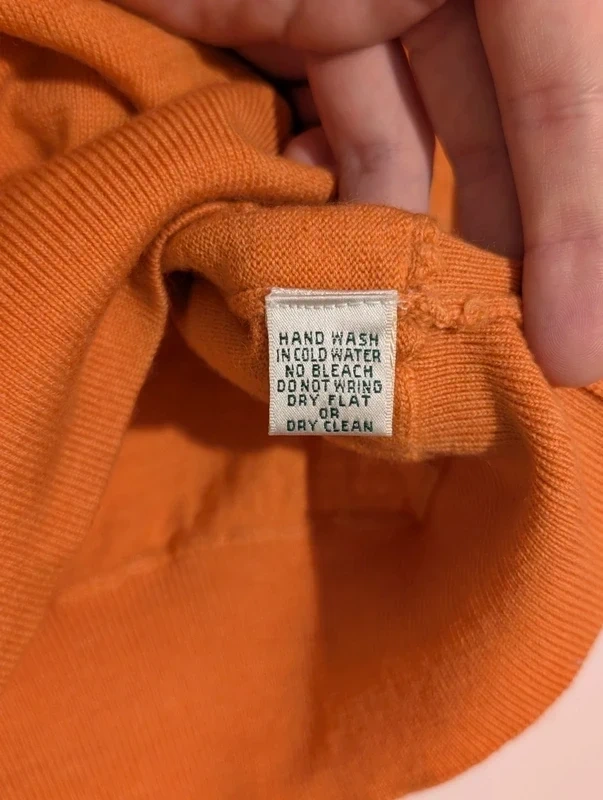 HAND WASH
IN COLD WATER
NO BLEACH
DO NOT WRING
DRY FLAT
OR
DRY CLEAN